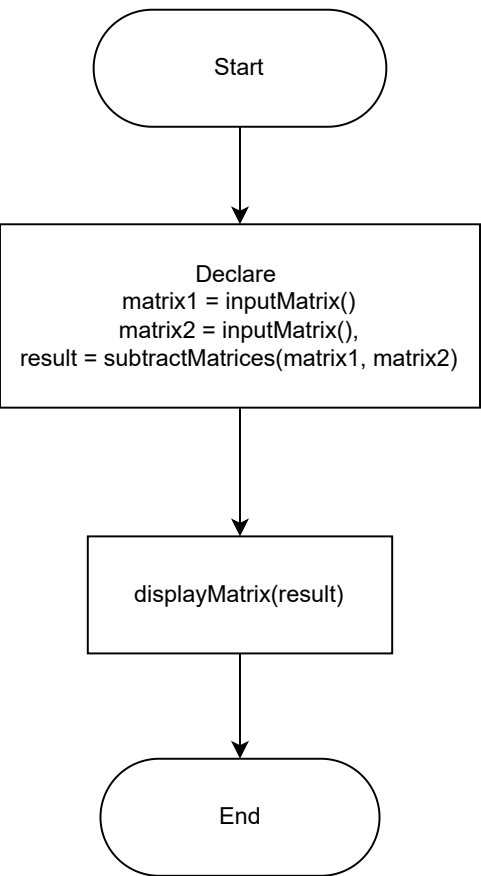 Start
Declare
matrix1 = inputMatrix()
matrix2 = inputMatrix(),
result = subtractMatrices(matrix1, matrix2)
displayMatrix(result)
End